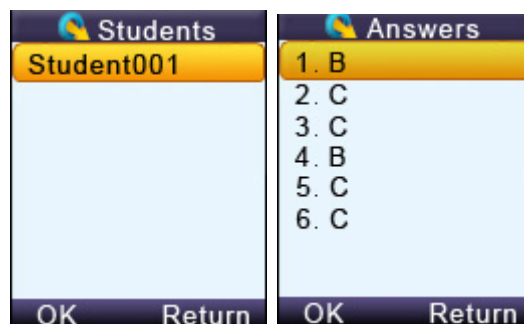 Students
Student001
OK Return
Answers
1. B
2. C
3. C
4. B
5. C
6. C
OK Return